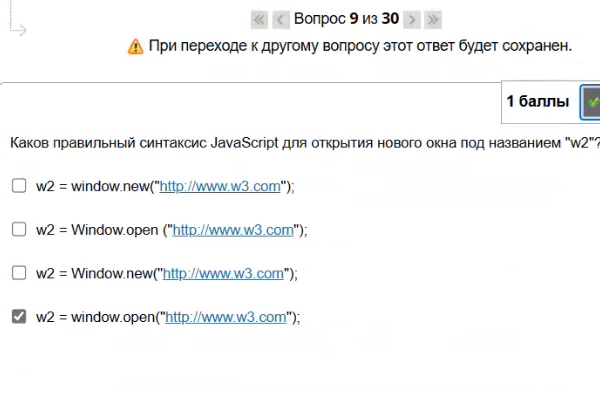 Вопрос 9 из 30
При переходе к другому вопросу этот ответ будет сохранен.
1 баллы
Каков правильный синтаксис JavaScript для открытия нового окна под названием "w2"?
w2 = window.new("http://www.w3.com");
w2 = Window.open ("http://www.w3.com");
w2 = Window.new("http://www.w3.com");
w2 = window.open("http://www.w3.com");